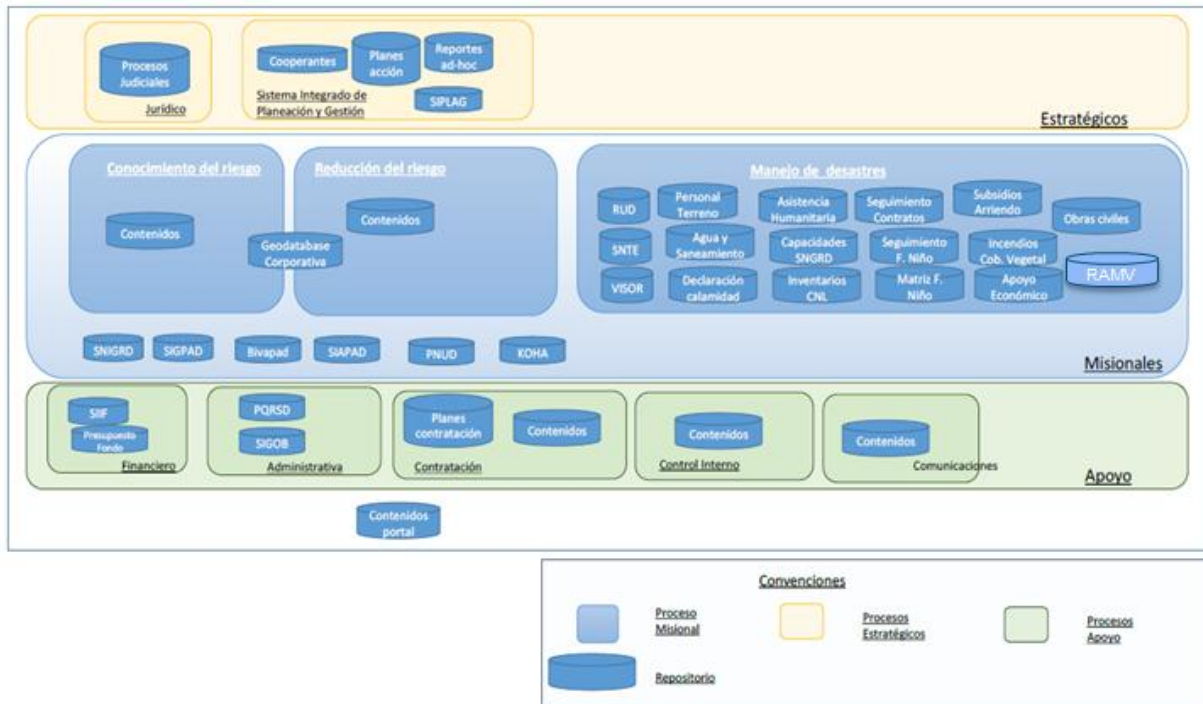 Procesos
Judiciales
Jurídico
Cooperantes
Planes
acción
Reportes
ad-hoc
SIPLAG
Sistema Integrado de
Planeación y Gestión
Estratégicos
Conocimiento del riesgo
Contenidos
Geodatabase
Corporativa
Reducción del riesgo
Contenidos
Manejo de desastres
RUD
Personal
Terreno
Asistencia
Humanitaria
Seguimiento
Contratos
Subsidios
Arriendo
Obras civiles
SNTE
Agua y
Saneamiento
Capacidades
SNGRD
Seguimiento
F. Niño
Incendios
Cob. Vegetal
RAMV
VISOR
Declaración
calamidad
Inventarios
CNL
Matriz F.
Niño
Apoyo
Económico
SNIGRD
SIGPAD
Bivapad
SIAPAD
PNUD
KOHA
Misionales
SIIF
Presupuesto
Fondo
Financiero
PQRSD
SIGOB
Administrativa
Planes
contratación
Contenidos
Contratación
Contenidos
Control Interno
Contenidos
Comunicaciones
Apoyo
Contenidos
portal
Convenciones
Proceso
Misional
Procesos
Estratégicos
Procesos
Apoyo
Repositorio